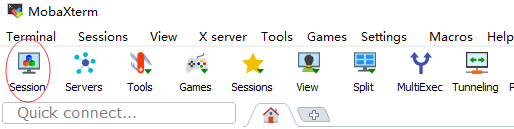 MobaXterm
Terminal Sessions View X server Tools Games Settings Macros Help
Session Servers Tools Games Sessions View Split MultiExec Tunneling
Quick connect...